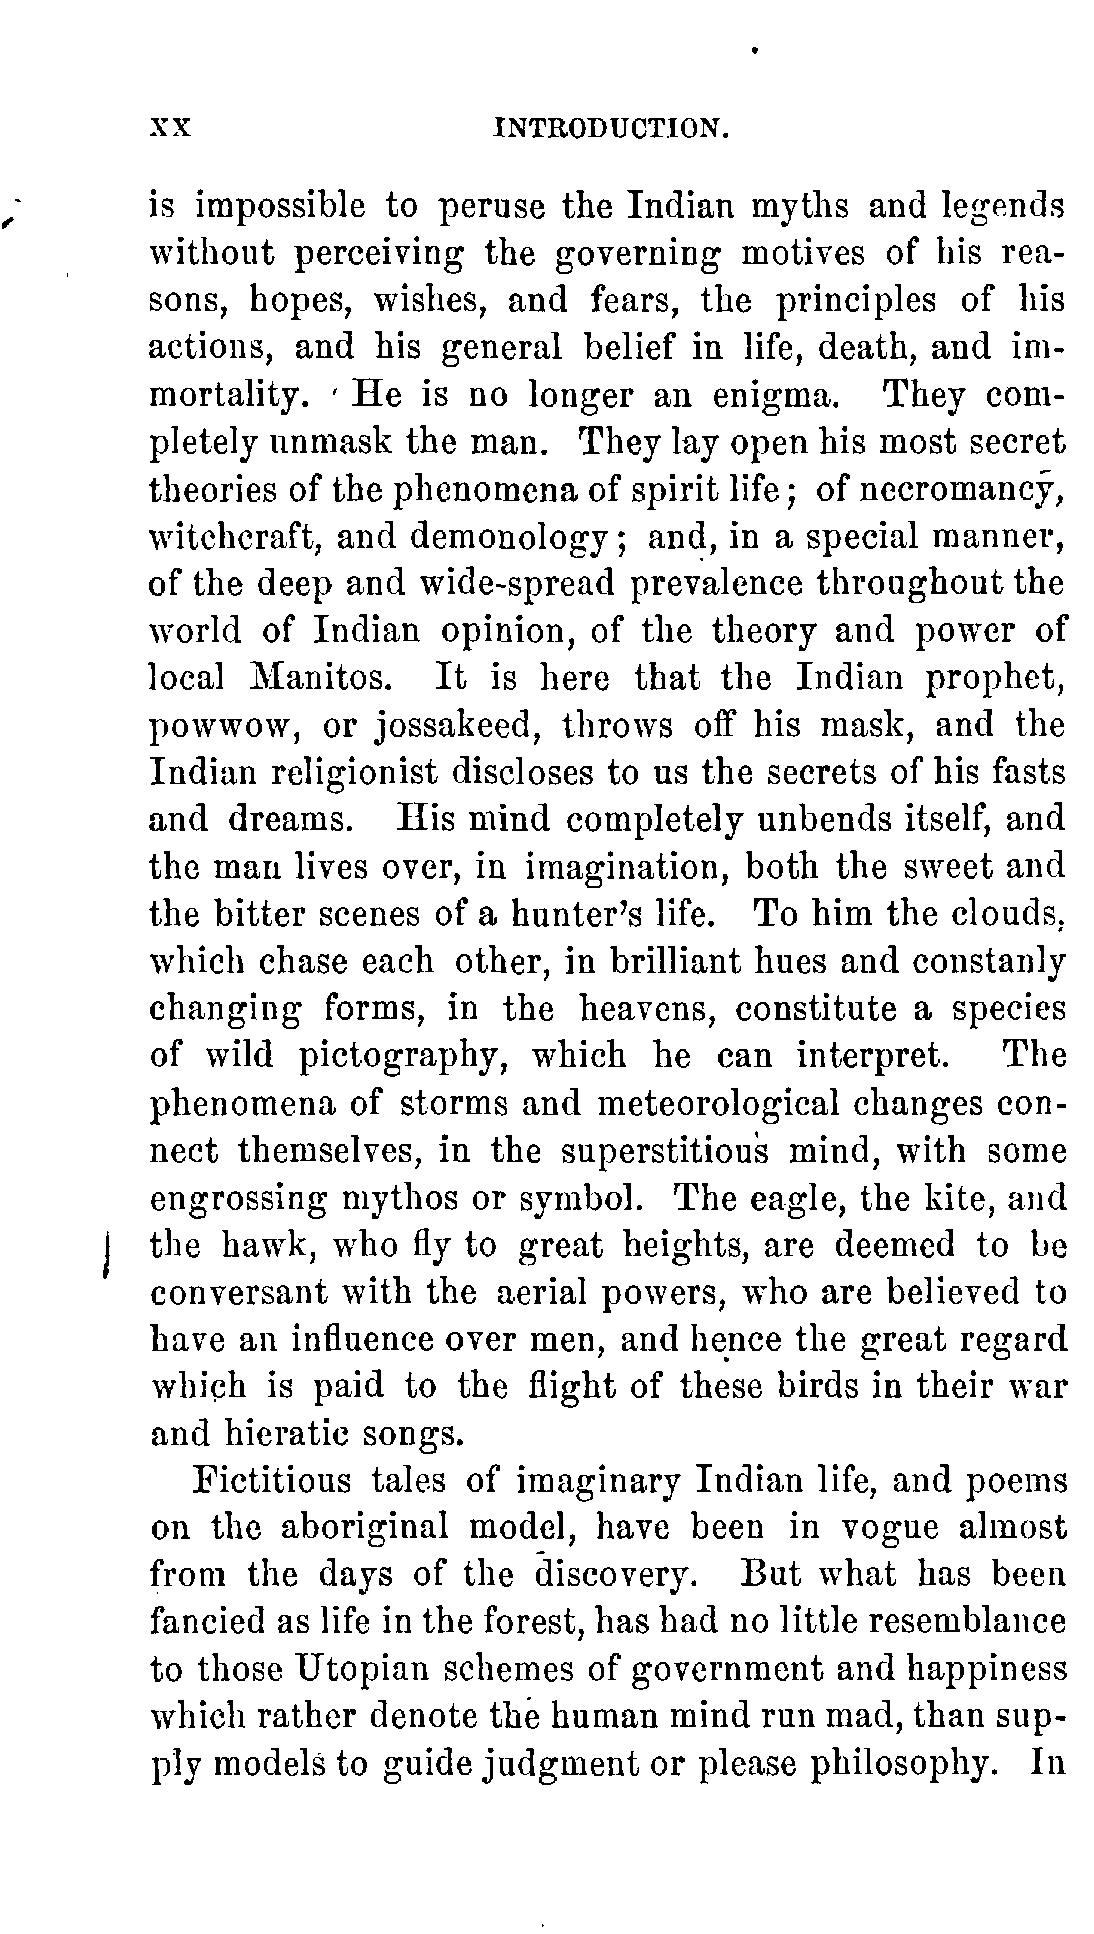 XX INTRODUCTION.
is impossible to peruse the Indian myths and legends
without perceiving the governing motives of his rea-
sons, hopes, wishes, and fears, the principles of his
actions, and his general belief in life, death, and im-
mortality. He is no longer an enigma. They com-
pletely unmask the man. They lay open his most secret
theories of the phenomena of spirit life; of necromancy,
witchcraft, and demonology; and, in a special manner,
of the deep and wide-spread prevalence throughout the
world of Indian opinion, of the theory and power of
local Manitos. It is here that the Indian prophet,
powwow, or jossakeed, throws off his mask, and the
Indian religionist discloses to us the secrets of his fasts
and dreams. His mind completely unbends itself, and
the man lives over, in imagination, both the sweet and
the bitter scenes of a hunter's life. To him the clouds,
which chase each other, in brilliant hues and constanly
changing forms, in the heavens, constitute a species
of wild pictography, which he can interpret. The
phenomena of storms and meteorological changes con-
nect themselves, in the superstitious mind, with some
engrossing mythos or symbol. The eagle, the kite, and
the hawk, who fly to great heights, are deemed to be
conversant with the aerial powers, who are believed to
have an influence over men, and hence the great regard
which is paid to the flight of these birds in their war
and hieratic songs.
Fictitious tales of imaginary Indian life, and poems
on the aboriginal model, have been in vogue almost
from the days of the discovery. But what has been
fancied as life in the forest, has had no little resemblance
to those Utopian schemes of government and happiness
which rather denote the human mind run mad, than sup-
ply models to guide judgment or please philosophy. In